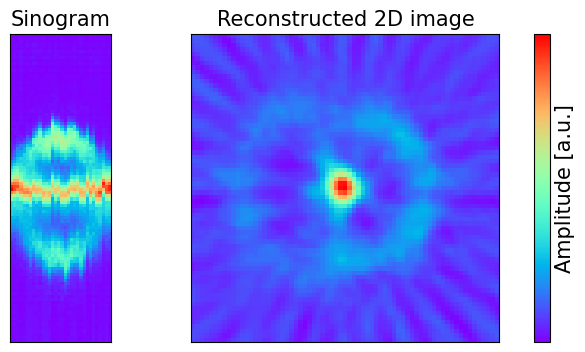 Sinogram
Reconstructed 2D image
Amplitude [a.u.]